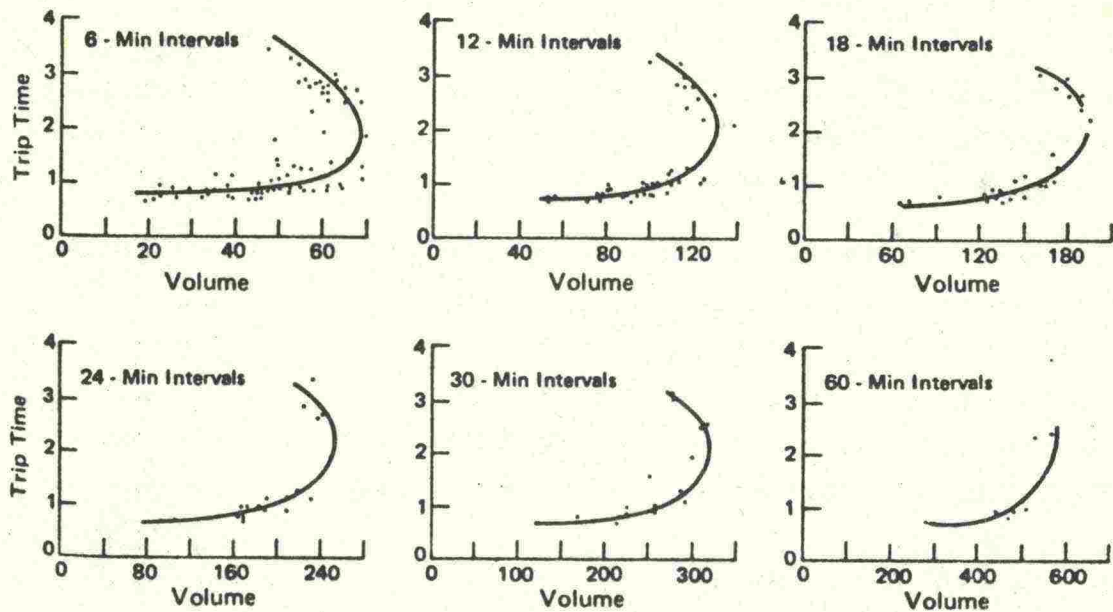 4
3
2
1
0
Trip Time
6 - Min Intervals
0 20 40 60
Volume
4
3
2
1
0
12 - Min Intervals
0 40 80 120
Volume
4
3
2
1
0
18 - Min Intervals
0 60 120 180
Volume
4
3
2
1
0
Trip Time
24 - Min Intervals
0 80 160 240
Volume
4
3
2
1
0
30 - Min Intervals
0 100 200 300
Volume
4
3
2
1
0
60 - Min Intervals
0 200 400 600
Volume